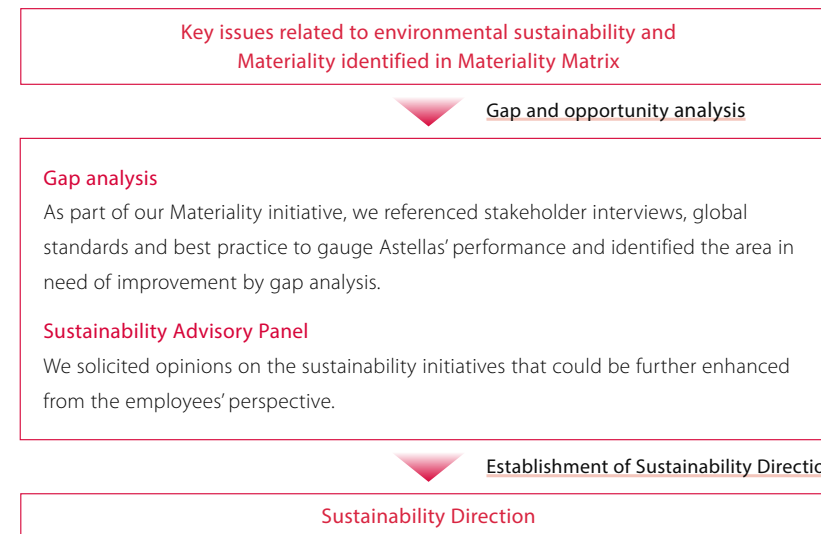 Key issues related to environmental sustainability and
Materiality identified in Materiality Matrix
Gap and opportunity analysis
Gap analysis
As part of our Materiality initiative, we referenced stakeholder interviews, global
standards and best practice to gauge Astellas’ performance and identified the area in
need of improvement by gap analysis.
Sustainability Advisory Panel
We solicited opinions on the sustainability initiatives that could be further enhanced
from the employees’ perspective.
Establishment of Sustainability
Sustainability Direction